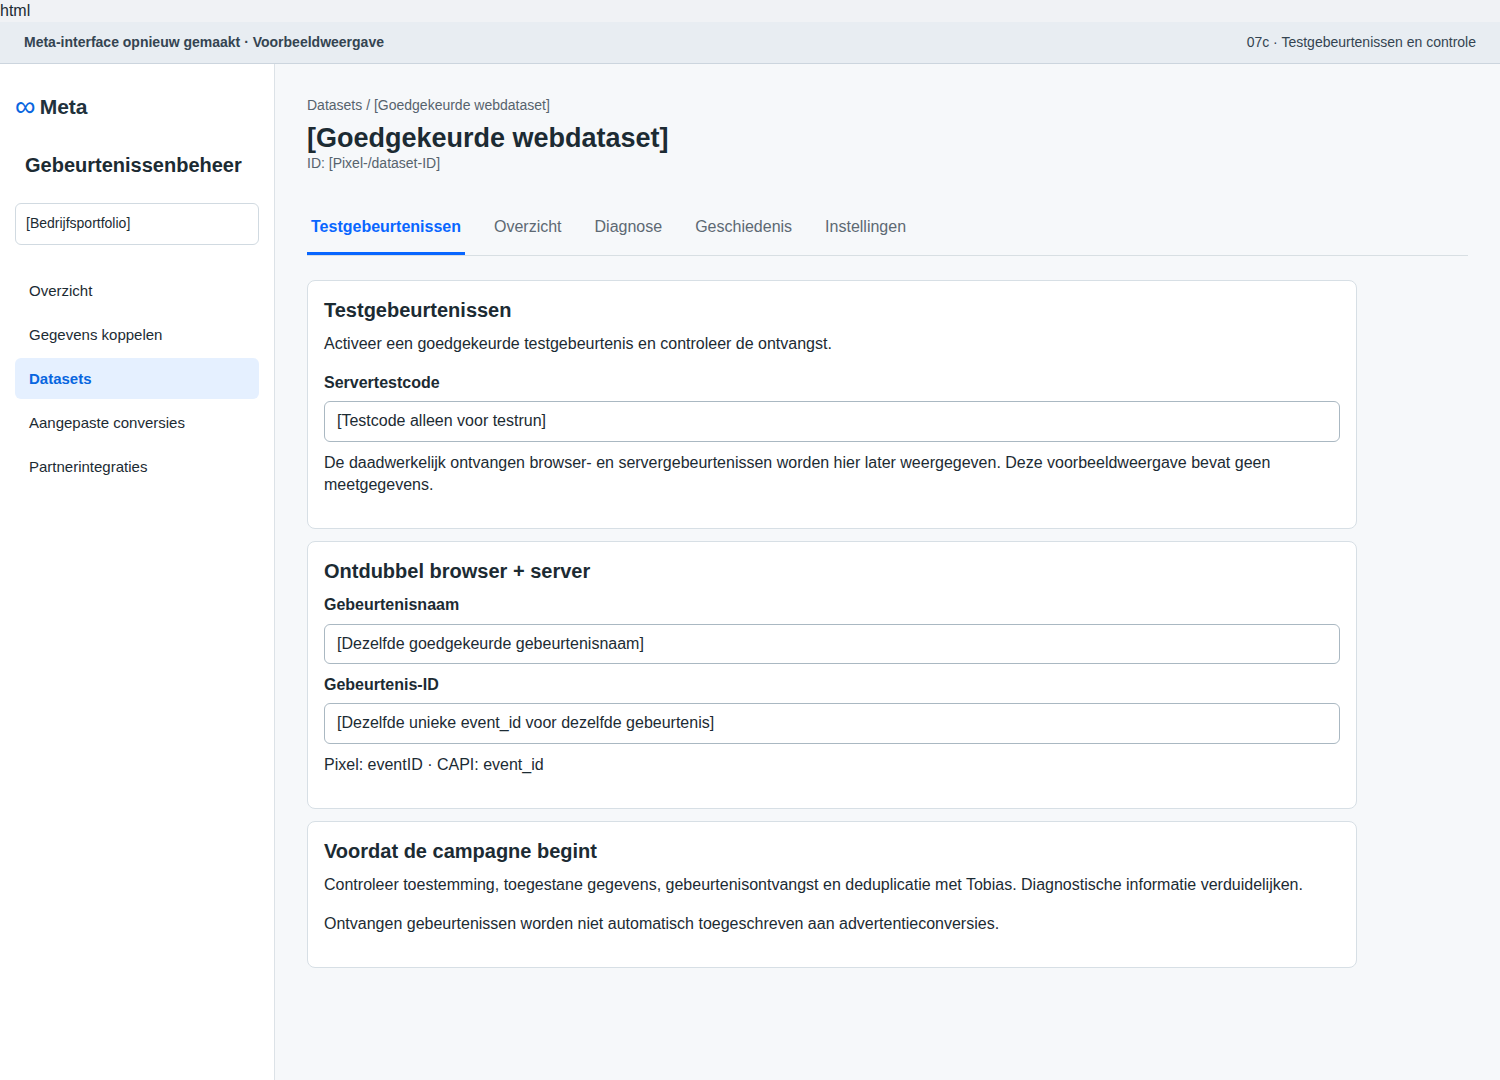 html
Meta-interface opnieuw gemaakt · Voorbeeldweergave
07c · Testgebeurtenissen en controle
∞ Meta
Gebeurtenissenbeheer
[Bedrijfsportfolio]
Overzicht
Gegevens koppelen
Datasets
Aangepaste conversies
Partnerintegraties
Datasets / [Goedgekeurde webdataset]
[Goedgekeurde webdataset]
ID: [Pixel-/dataset-ID]
Testgebeurtenissen
Overzicht
Diagnose
Geschiedenis
Instellingen
Testgebeurtenissen
Activeer een goedgekeurde testgebeurtenis en controleer de ontvangst.
Servertestcode
[Testcode alleen voor testrun]
De daadwerkelijk ontvangen browser- en servergebeurtenissen worden hier later weergegeven. Deze voorbeeldweergave bevat geen
meetgegevens.
Ontdubbel browser + server
Gebeurtenisnaam
[Dezelfde goedgekeurde gebeurtenisnaam]
Gebeurtenis-ID
[Dezelfde unieke event_id voor dezelfde gebeurtenis]
Pixel: eventID · CAPI: event_id
Voordat de campagne begint
Controleer toestemming, toegestane gegevens, gebeurtenisontvangst en deduplicatie met Tobias. Diagnostische informatie verduidelijken.
Ontvangen gebeurtenissen worden niet automatisch toegeschreven aan advertentieconversies.